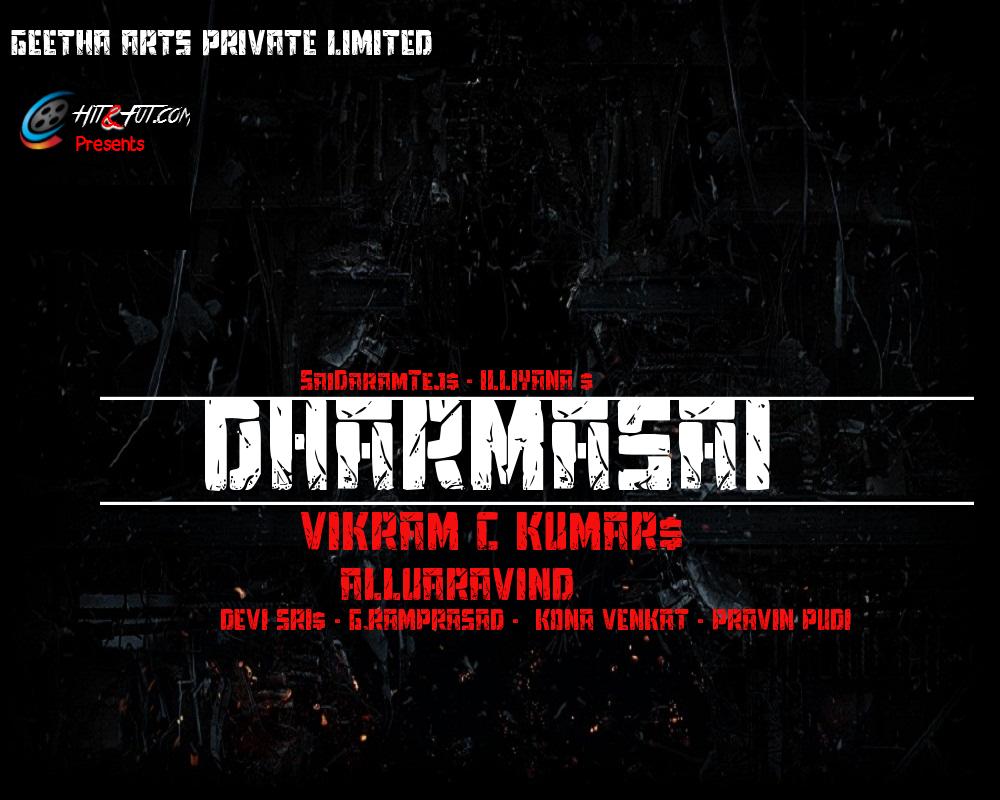 GEETHA ARTS PRIVATE LIMITED
HIT&FUT.COM
Presents
SaiDaramTej$ - ILLIYANA $
DHARMASAI
VIKRAM C KUMAR$
ALLUARAVIND
DEVI SRI$ - G.RAMPRASAD - KONA VENKAT - PRAVIN PUDI